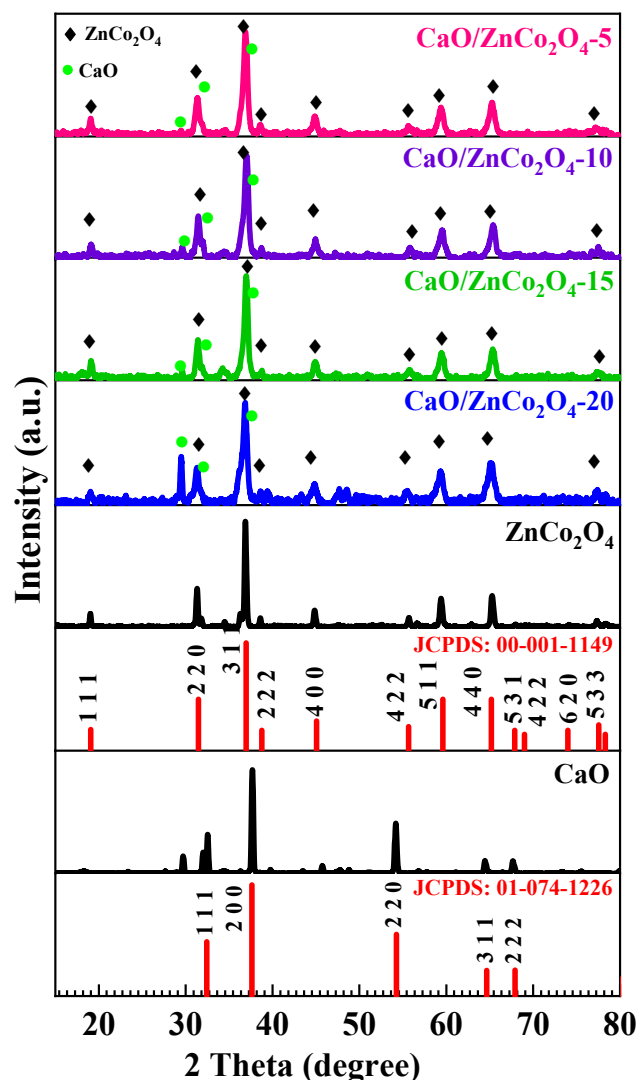 ZnCo₂O₄
CaO
CaO/ZnCo₂O₄-5
CaO/ZnCo₂O₄-10
CaO/ZnCo₂O₄-15
CaO/ZnCo₂O₄-20
ZnCo₂O₄
JCPDS: 00-001-1149
1 1 1
2 2 0
3 1 1
2 2 2
4 0 0
4 2 2
5 1 1
4 4 0
5 3 1
4 2 2
6 2 0
5 3 3
CaO
JCPDS: 01-074-1226
1 1 1
2 0 0
2 2 0
3 1 1
2 2 2
Intensity (a.u.)
20 30 40 50 60 70 80
2 Theta (degree)